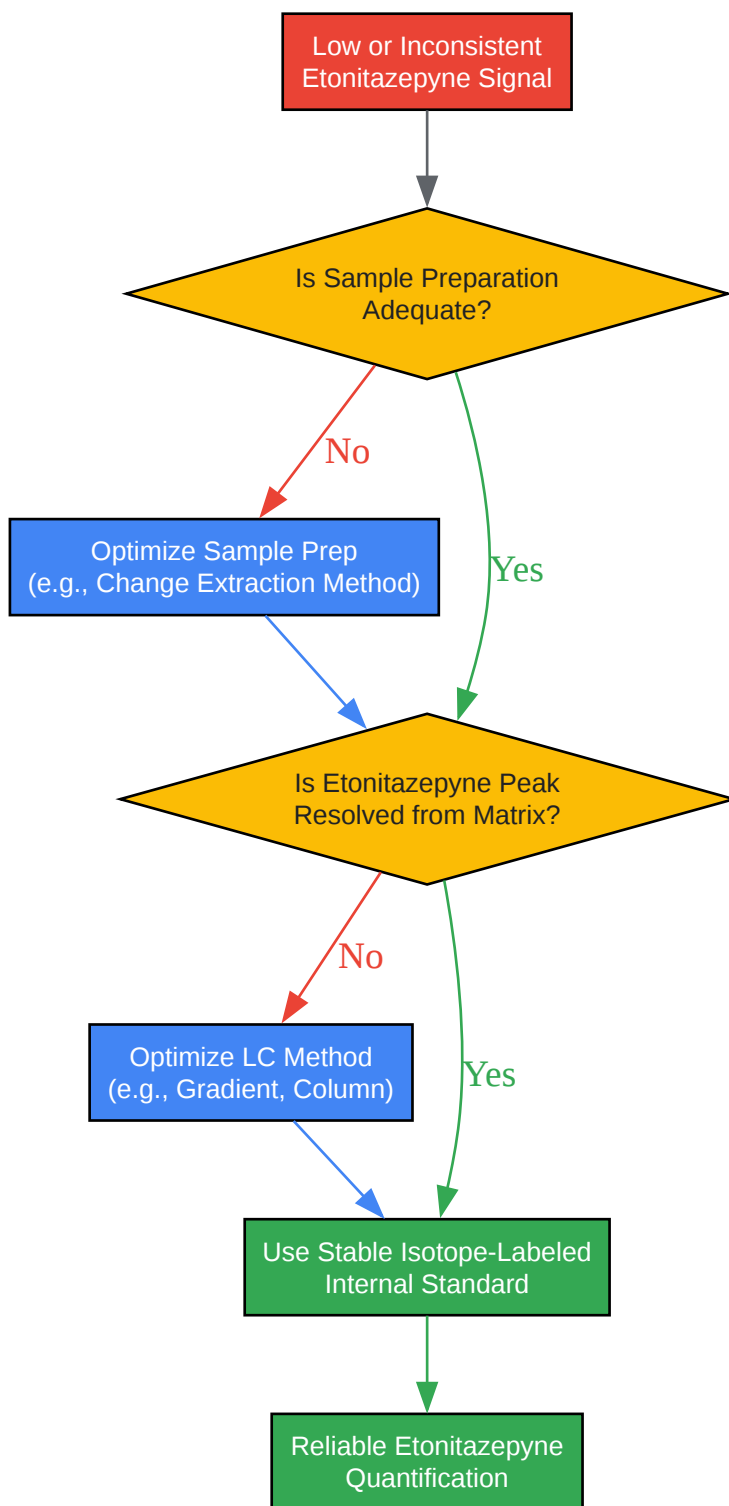 Low or Inconsistent
Etonitazepyne Signal
Is Sample Preparation
Adequate?
No
Optimize Sample Prep
(e.g., Change Extraction Method)
Yes
Is Etonitazepyne Peak
Resolved from Matrix?
No
Optimize LC Method
(e.g., Gradient, Column)
Yes
Use Stable Isotope-Labeled
Internal Standard
Reliable Etonitazepyne
Quantification